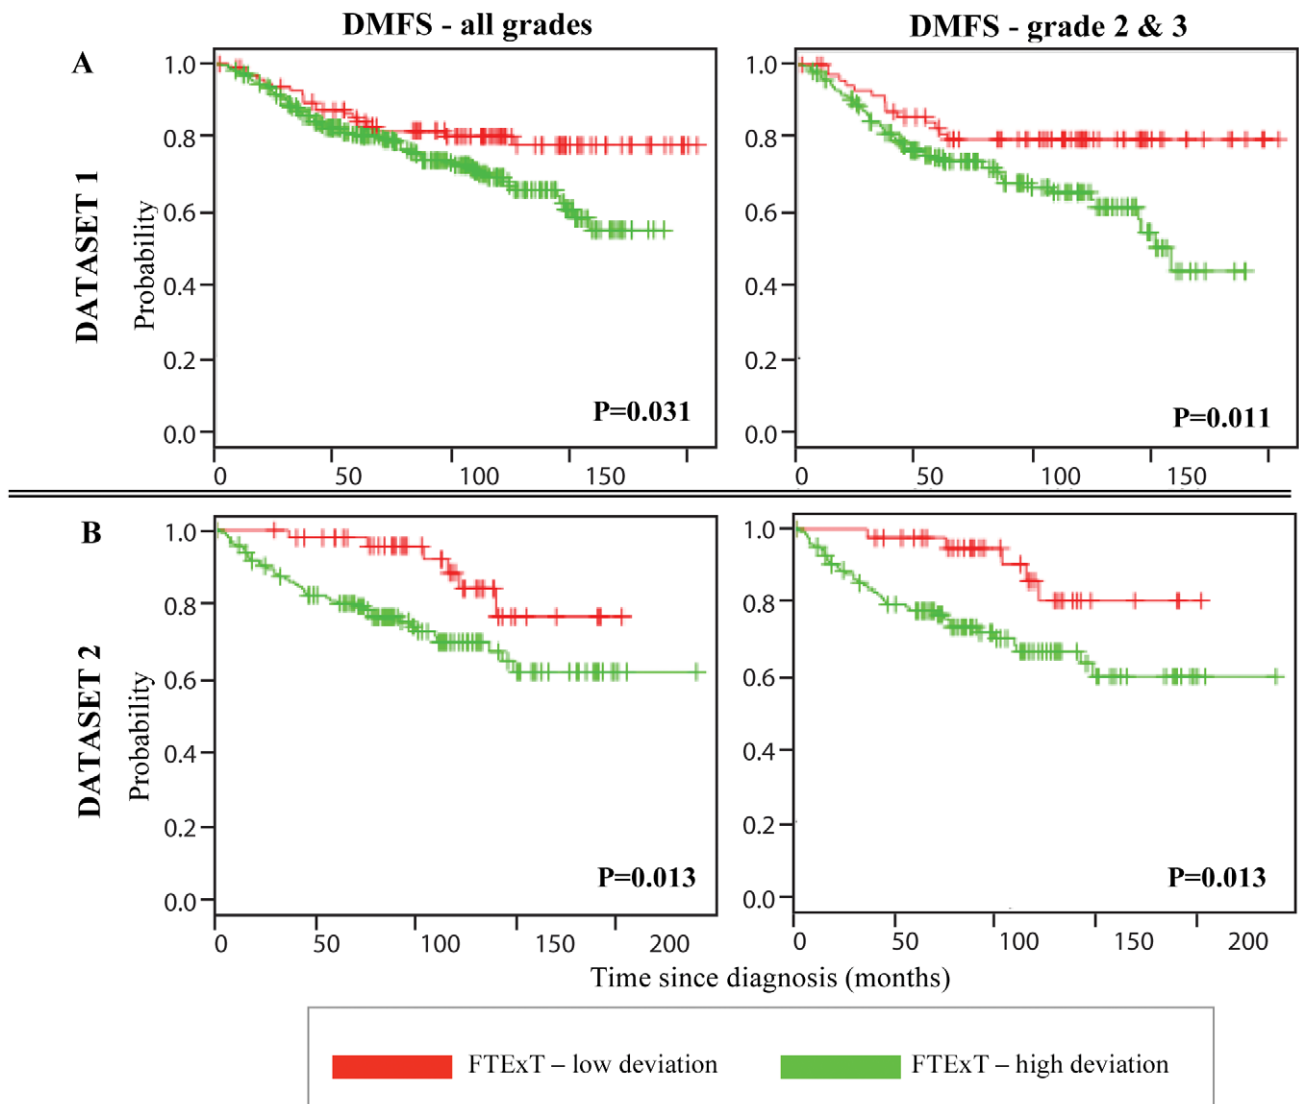 DMFS - all grades
DMFS - grade 2 & 3
A
DATASET 1
Probability
1.0
0.8
0.6
0.4
0.2
0.0
P=0.031
0 50 100 150
1.0
0.8
0.6
0.4
0.2
0.0
P=0.011
0 50 100 150
B
DATASET 2
Probability
1.0
0.8
0.6
0.4
0.2
0.0
P=0.013
0 50 100 150 200
1.0
0.8
0.6
0.4
0.2
0.0
P=0.013
0 50 100 150 200
Time since diagnosis (months)
FTExT – low deviation
FTExT – high deviation